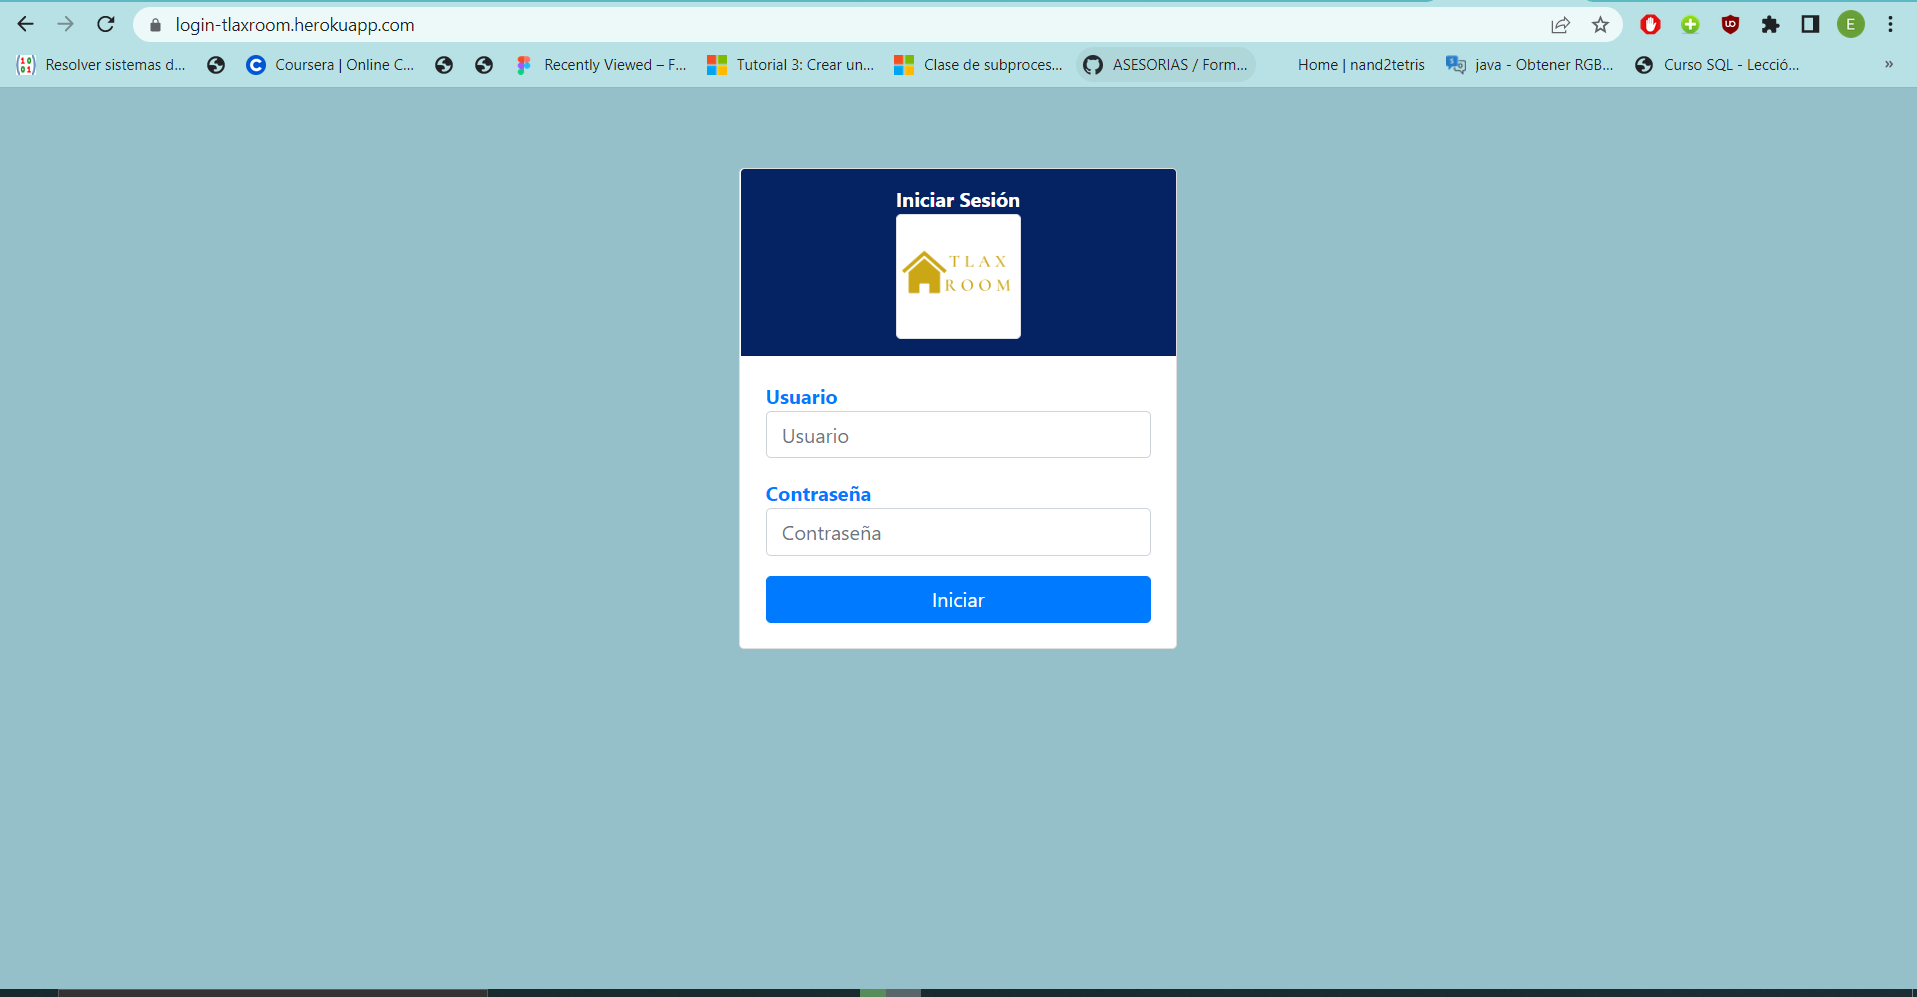 login-tlaxroom.herokuapp.com
E
Resolver sistemas d...
Coursera | Online C...
Recently Viewed – F...
Tutorial 3: Crear un...
Clase de subproces...
ASESORIAS / Form...
Home | nand2tetris
java - Obtener RGB...
Curso SQL - Lecció...
»
Iniciar Sesión
TLAX
ROOM
Usuario
Usuario
Contraseña
Contraseña
Iniciar